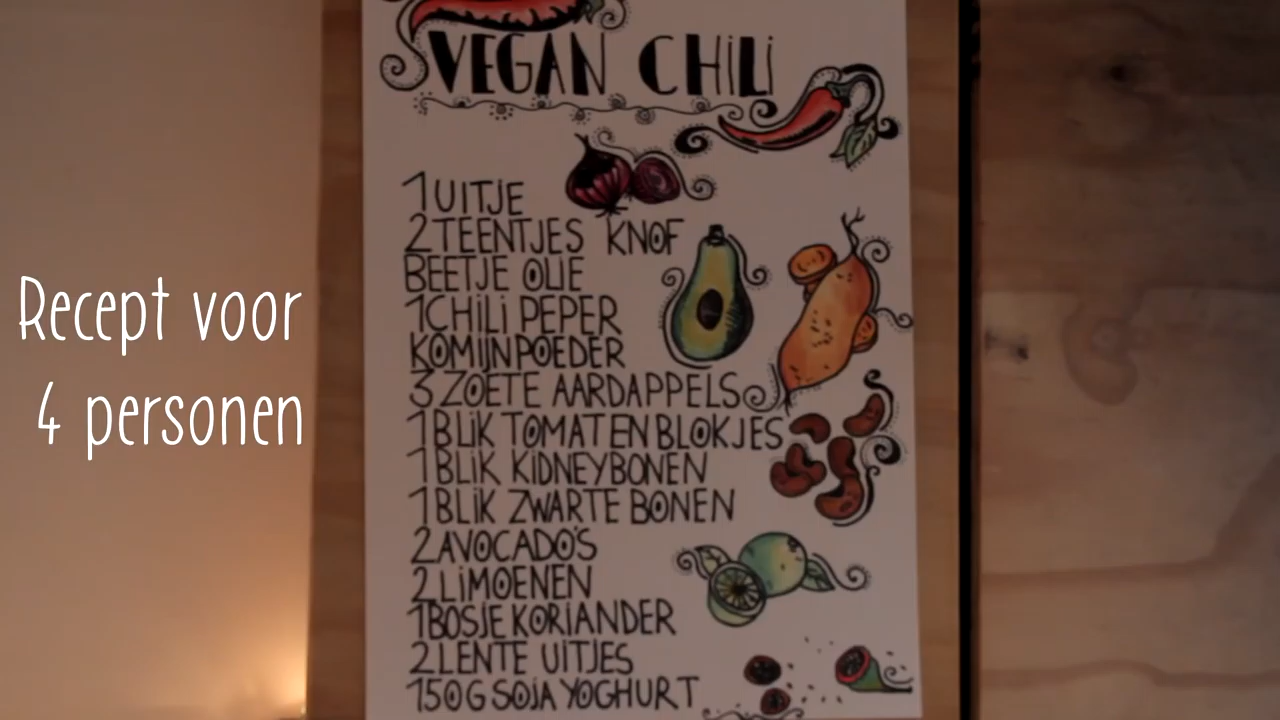 VEGAN CHILI
1 UITJE
2 TEENTJES KNOF
BEETJE OLIE
1 CHILI PEPER
KOMIJNPOEDER
3 ZOETE AARDAPPELS
1 BLIK TOMATEN BLOKJES
1 BLIK KIDNEYBONEN
1 BLIK ZWARTE BONEN
2 AVOCADO'S
2 LIMOENEN
1 BOSJE KORIANDER
2 LENTE UITJES
150 G SOJA YOGHURT
Recept voor
4 personen